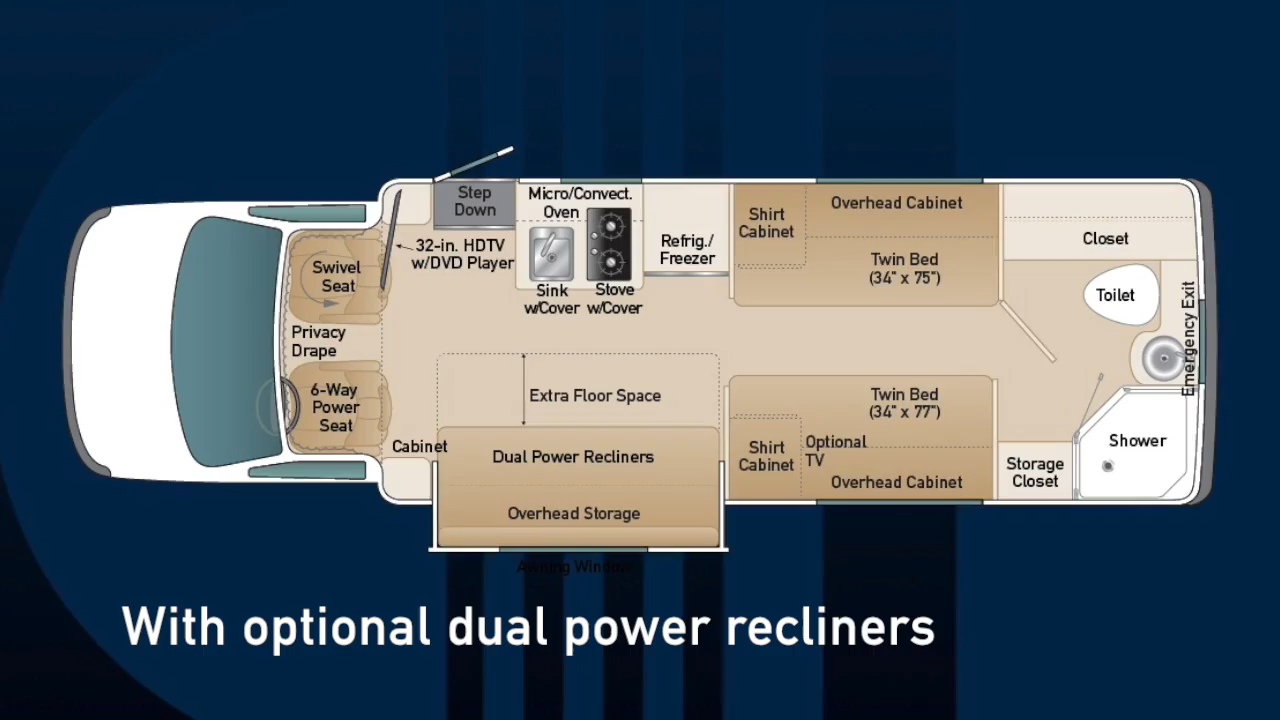 Step
Down
Micro/Convect.
Oven
Shirt
Cabinet
Overhead Cabinet
Twin Bed
(34" x 75")
Closet
32-in. HDTV
w/DVD Player
Refrig./
Freezer
Swivel
Seat
Sink
w/Cover
Stove
w/Cover
Toilet
Emergency Exit
Privacy
Drape
6-Way
Power
Seat
Extra Floor Space
Twin Bed
(34" x 77")
Cabinet
Dual Power Recliners
Shirt
Cabinet
Optional
TV
Overhead Cabinet
Storage
Closet
Shower
Overhead Storage
Awning Window
With optional dual power recliners